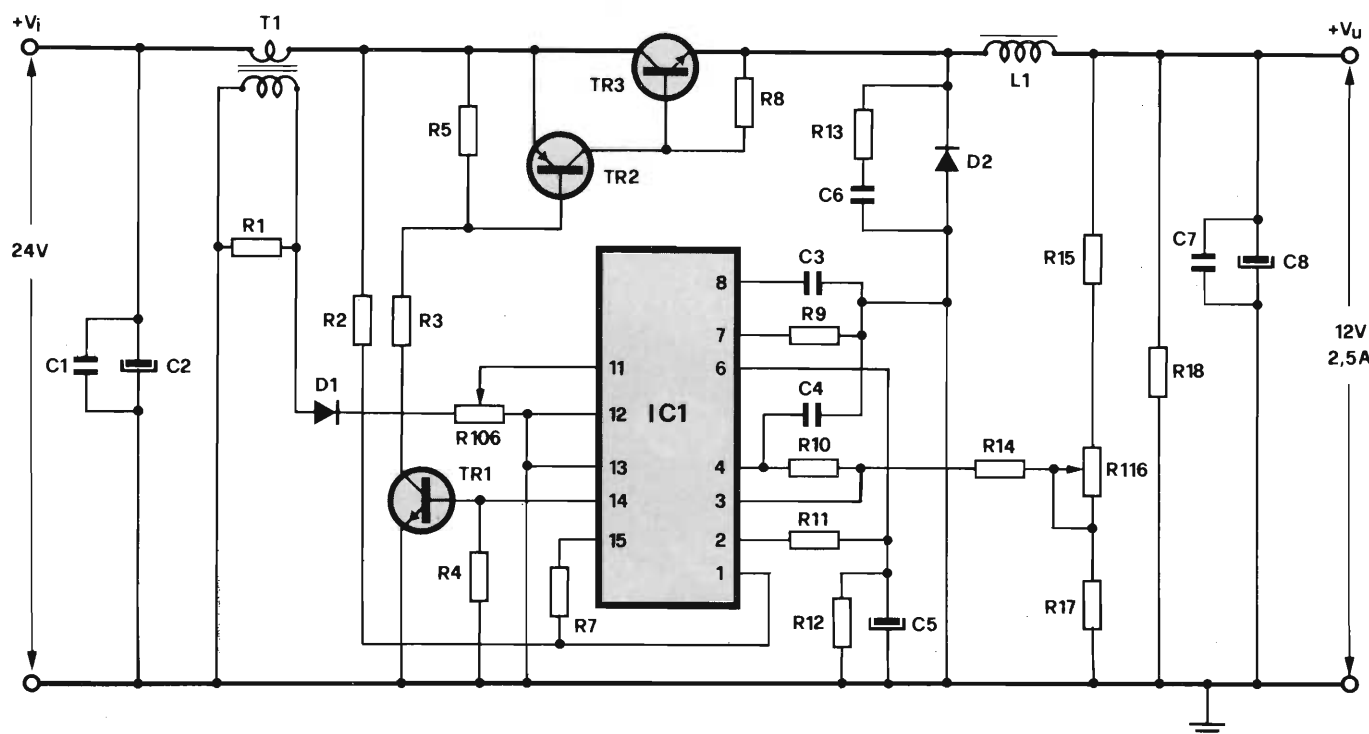 +Vi
T1
+Vu
L1
TR3
R8
R5
R13
D2
TR2
C6
R1
24V
C3
8
C7
C8
R15
R2
R3
R9
7
12V
2,5A
C1
C2
11
6
R18
D1
C4
12
IC1
R106
R10
R14
R116
4
13
TR1
3
14
R11
15
2
R4
1
R7
R12
C5
R17